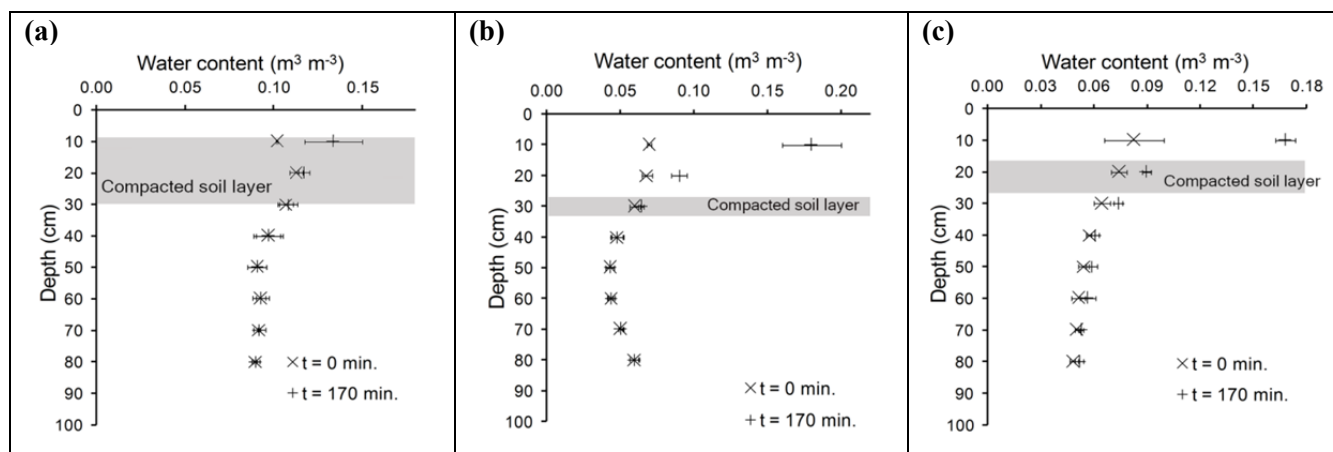 (a)
Water content (m³ m⁻³)
0.00 0.05 0.10 0.15
0
10
20
30
40
50
60
70
80
90
100
Depth (cm)
Compacted soil layer
× t = 0 min.
+ t = 170 min.
(b)
Water content (m³ m⁻³)
0.00 0.05 0.10 0.15 0.20
0
10
20
30
40
50
60
70
80
90
100
Depth (cm)
Compacted soil layer
× t = 0 min.
+ t = 170 min.
(c)
Water content (m³ m⁻³)
0.00 0.03 0.06 0.09 0.12 0.15 0.18
0
10
20
30
40
50
60
70
80
90
100
Depth (cm)
Compacted soil layer
× t = 0 min.
+ t = 170 min.